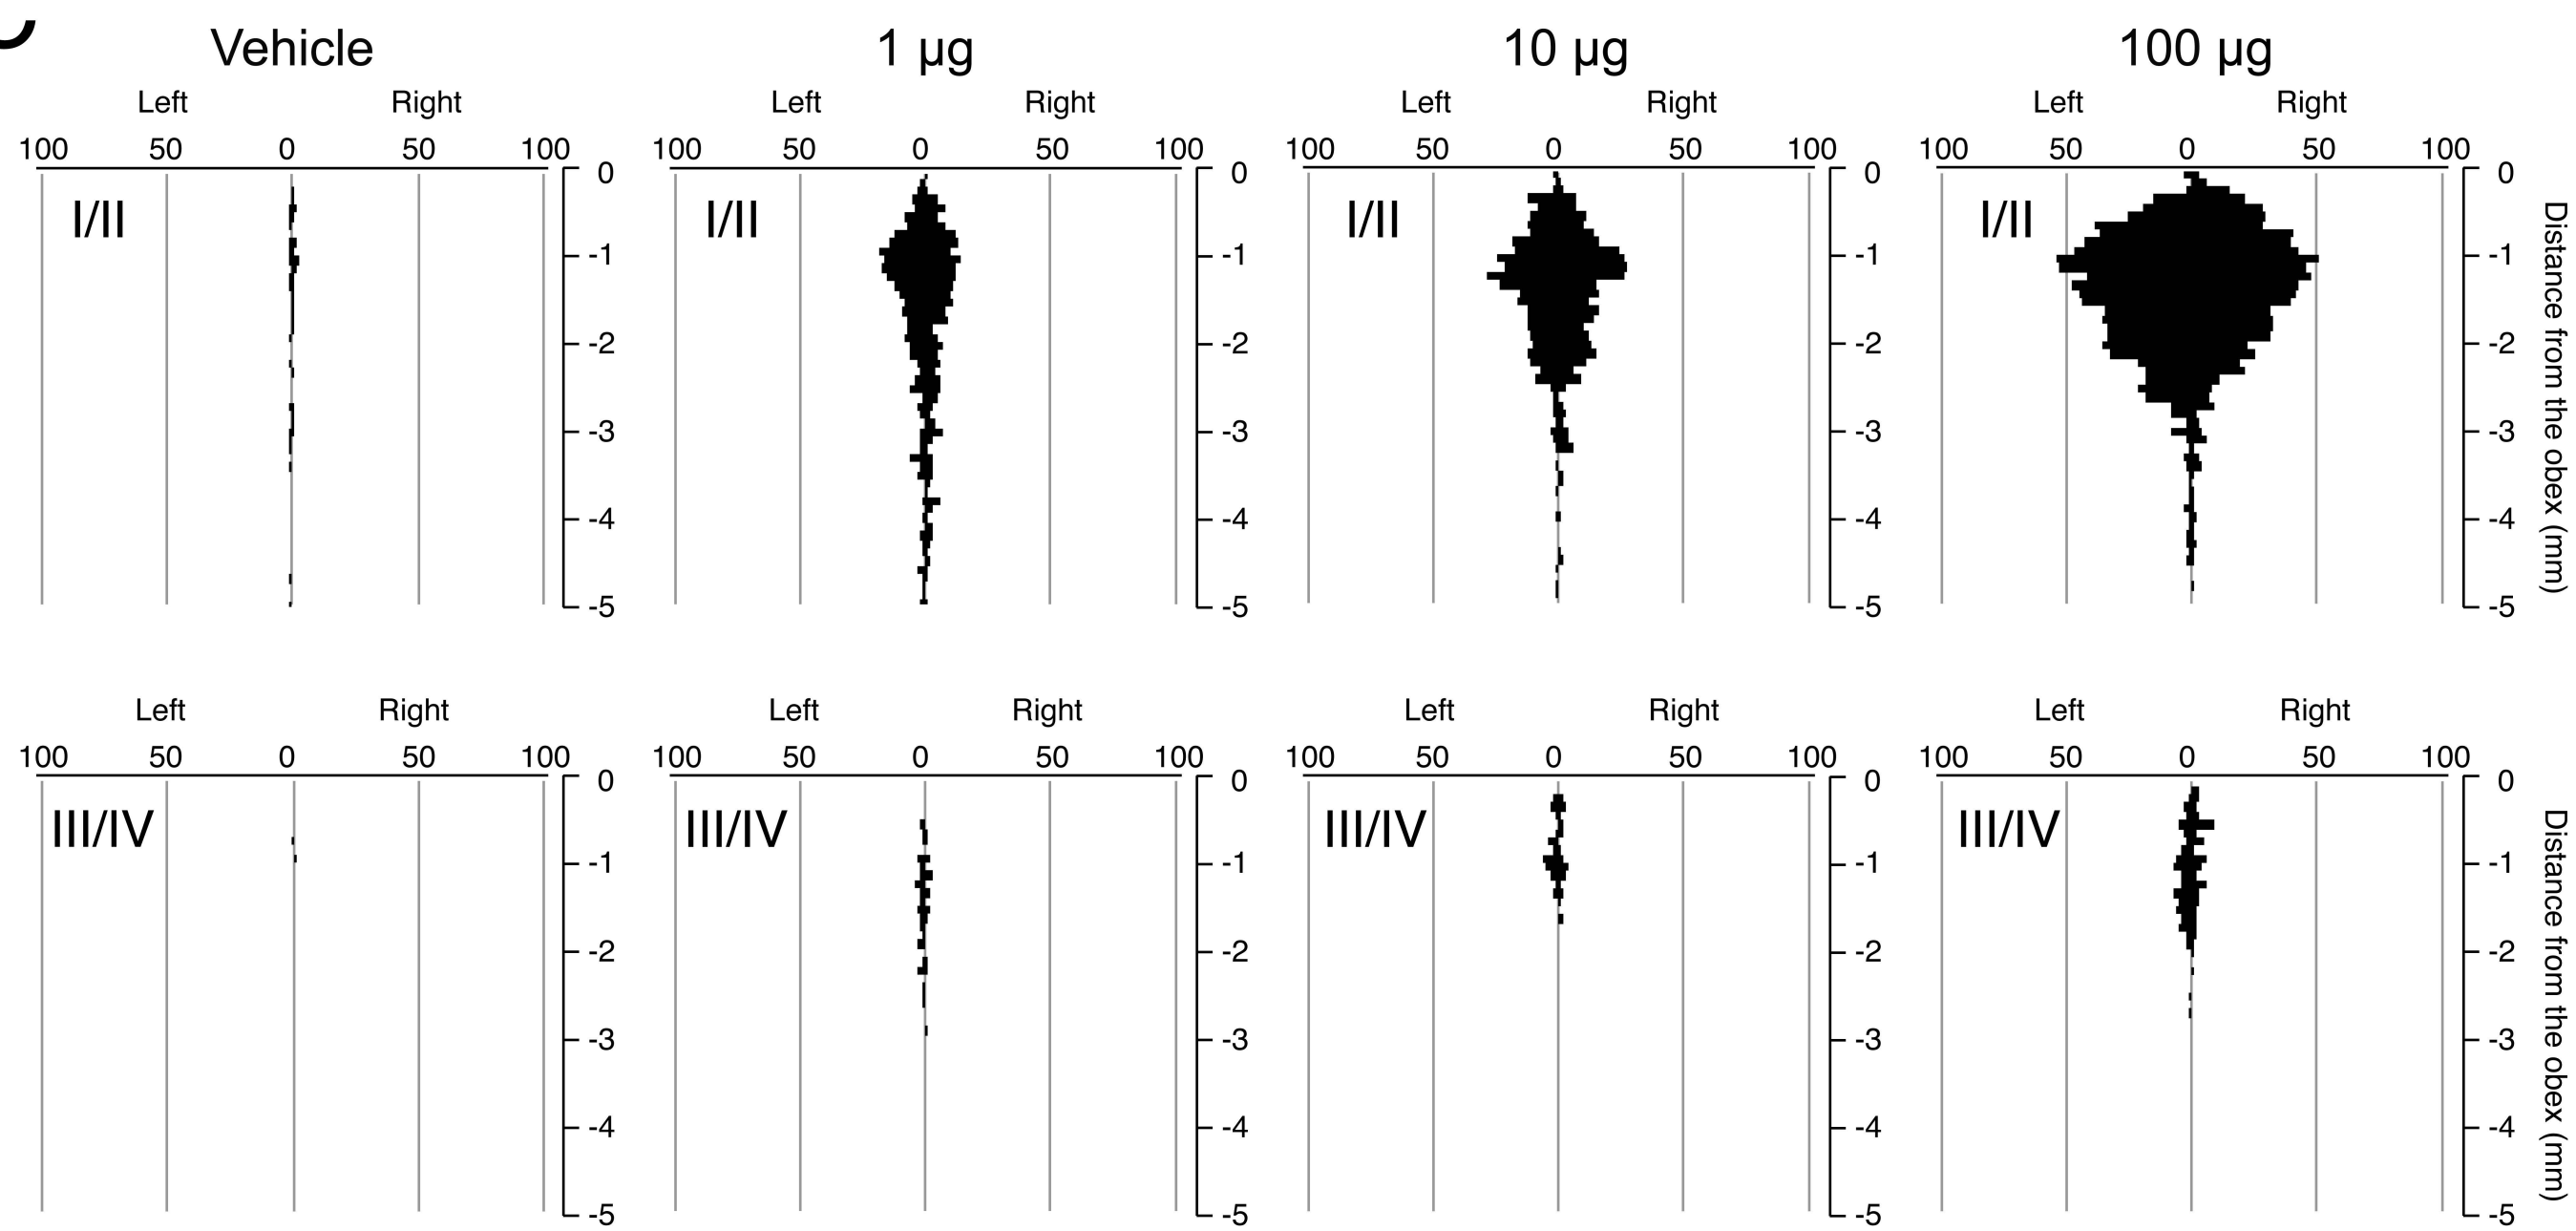 Vehicle 1 µg 10 µg 100 µg
Left Right Left Right Left Right Left Right
100 50 0 50 100 100 50 0 50 100 100 50 0 50 100 100 50 0 50 100
I/II I/II I/II I/II
0 -1 -2 -3 -4 -5
0 -1 -2 -3 -4 -5
0 -1 -2 -3 -4 -5
0 -1 -2 -3 -4 -5
Distance from the obex (mm)
Left Right Left Right Left Right Left Right
100 50 0 50 100 100 50 0 50 100 100 50 0 50 100 100 50 0 50 100
III/IV III/IV III/IV III/IV
0 -1 -2 -3 -4 -5
0 -1 -2 -3 -4 -5
0 -1 -2 -3 -4 -5
0 -1 -2 -3 -4 -5
Distance from the obex (mm)